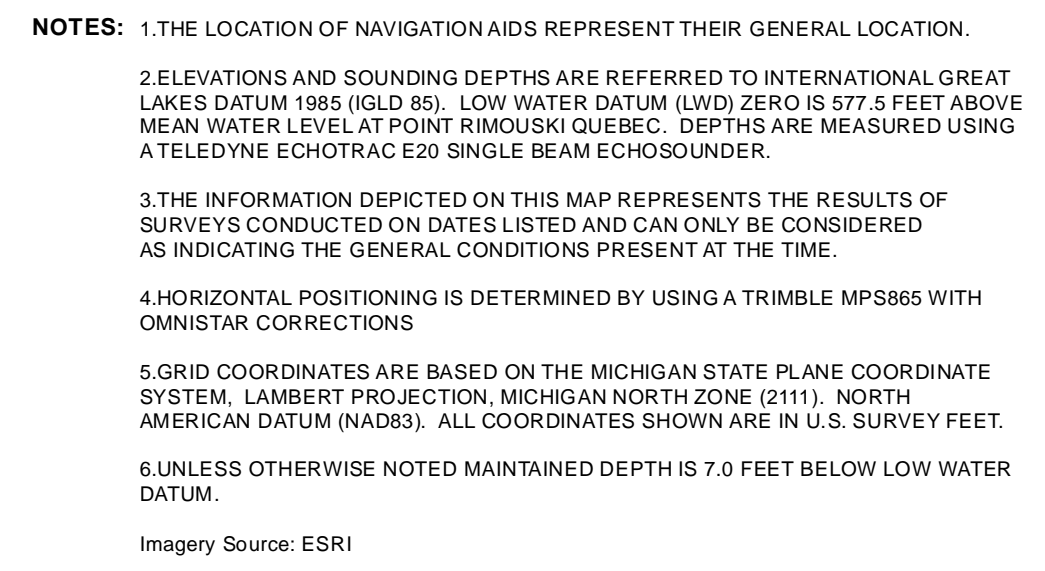 NOTES: 1.THE LOCATION OF NAVIGATION AIDS REPRESENT THEIR GENERAL LOCATION.
2.ELEVATIONS AND SOUNDING DEPTHS ARE REFERRED TO INTERNATIONAL GREAT
LAKES DATUM 1985 (IGLD 85). LOW WATER DATUM (LWD) ZERO IS 577.5 FEET ABOVE
MEAN WATER LEVEL AT POINT RIMOUSKI QUEBEC. DEPTHS ARE MEASURED USING
A TELEDYNE ECHOTRAC E20 SINGLE BEAM ECHOSOUNDER.
3.THE INFORMATION DEPICTED ON THIS MAP REPRESENTS THE RESULTS OF
SURVEYS CONDUCTED ON DATES LISTED AND CAN ONLY BE CONSIDERED
AS INDICATING THE GENERAL CONDITIONS PRESENT AT THE TIME.
4.HORIZONTAL POSITIONING IS DETERMINED BY USING A TRIMBLE MPS865 WITH
OMNISTAR CORRECTIONS
5.GRID COORDINATES ARE BASED ON THE MICHIGAN STATE PLANE COORDINATE
SYSTEM, LAMBERT PROJECTION, MICHIGAN NORTH ZONE (2111). NORTH
AMERICAN DATUM (NAD83). ALL COORDINATES SHOWN ARE IN U.S. SURVEY FEET.
6.UNLESS OTHERWISE NOTED MAINTAINED DEPTH IS 7.0 FEET BELOW LOW WATER
DATUM.
Imagery Source: ESRI